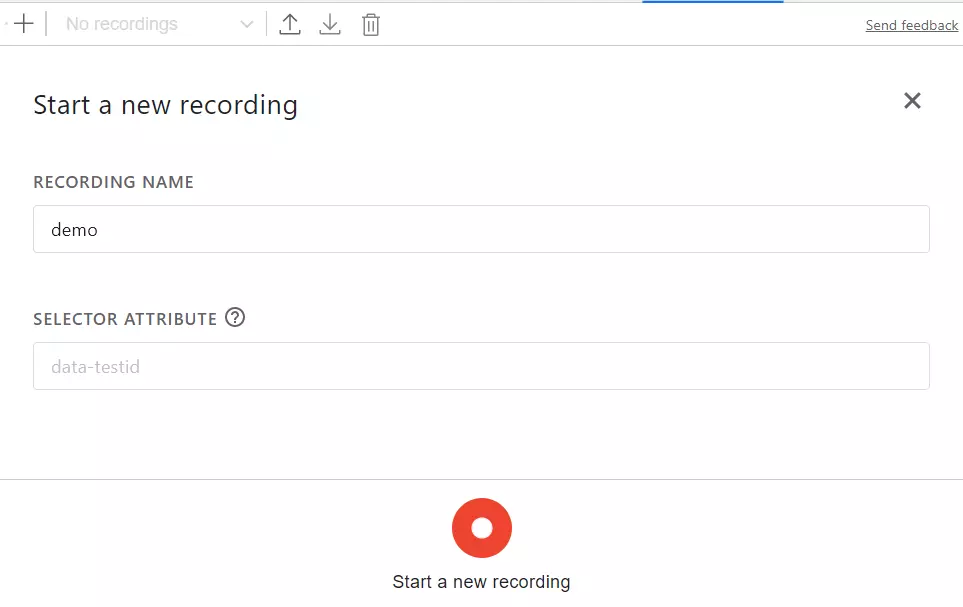 No recordings
Send feedback
Start a new recording
RECORDING NAME
demo
SELECTOR ATTRIBUTE ?
data-testid
Start a new recording